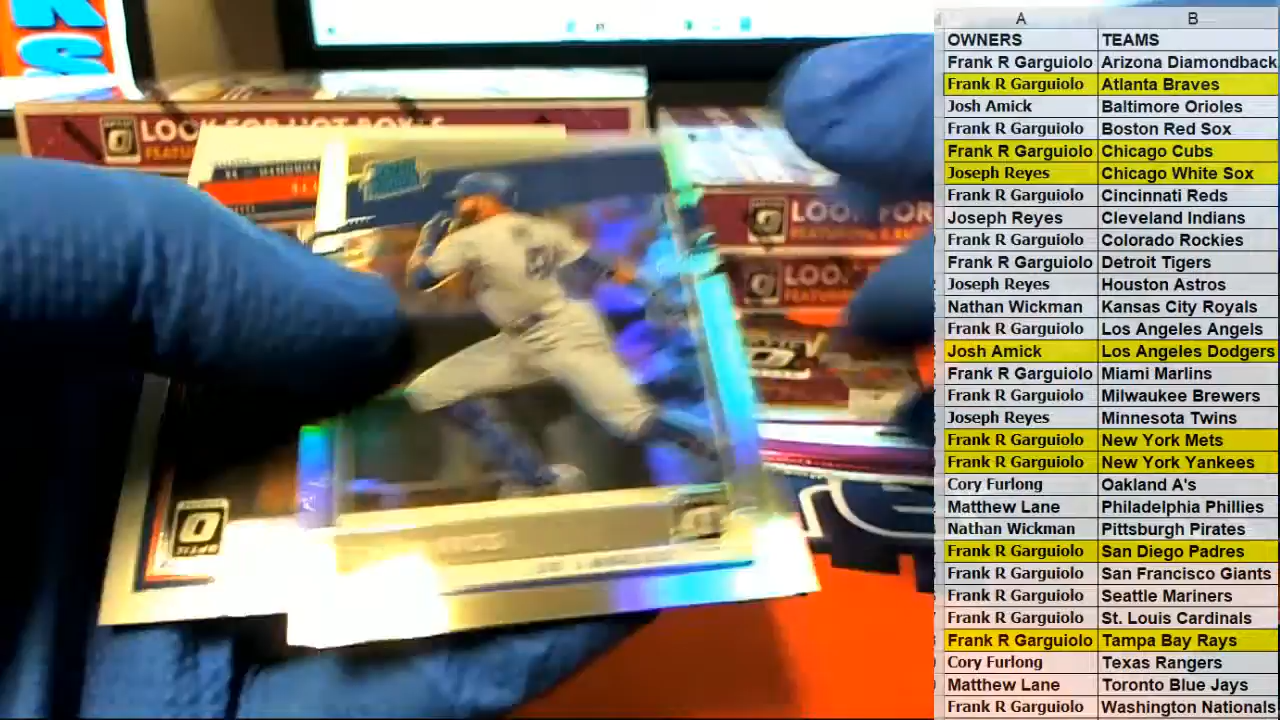 A B
OWNERS TEAMS
Frank R Garguiolo Arizona Diamondback
Frank R Garguiolo Atlanta Braves
Josh Amick Baltimore Orioles
Frank R Garguiolo Boston Red Sox
Frank R Garguiolo Chicago Cubs
Joseph Reyes Chicago White Sox
Frank R Garguiolo Cincinnati Reds
Joseph Reyes Cleveland Indians
Frank R Garguiolo Colorado Rockies
Frank R Garguiolo Detroit Tigers
Joseph Reyes Houston Astros
Nathan Wickman Kansas City Royals
Frank R Garguiolo Los Angeles Angels
Josh Amick Los Angeles Dodgers
Frank R Garguiolo Miami Marlins
Frank R Garguiolo Milwaukee Brewers
Joseph Reyes Minnesota Twins
Frank R Garguiolo New York Mets
Frank R Garguiolo New York Yankees
Cory Furlong Oakland A's
Matthew Lane Philadelphia Phillies
Nathan Wickman Pittsburgh Pirates
Frank R Garguiolo San Diego Padres
Frank R Garguiolo San Francisco Giants
Frank R Garguiolo Seattle Mariners
Frank R Garguiolo St. Louis Cardinals
Frank R Garguiolo Tampa Bay Rays
Cory Furlong Texas Rangers
Matthew Lane Toronto Blue Jays
Frank R Garguiolo Washington Nationals
LOOK FOR HOT
LOOK FOR